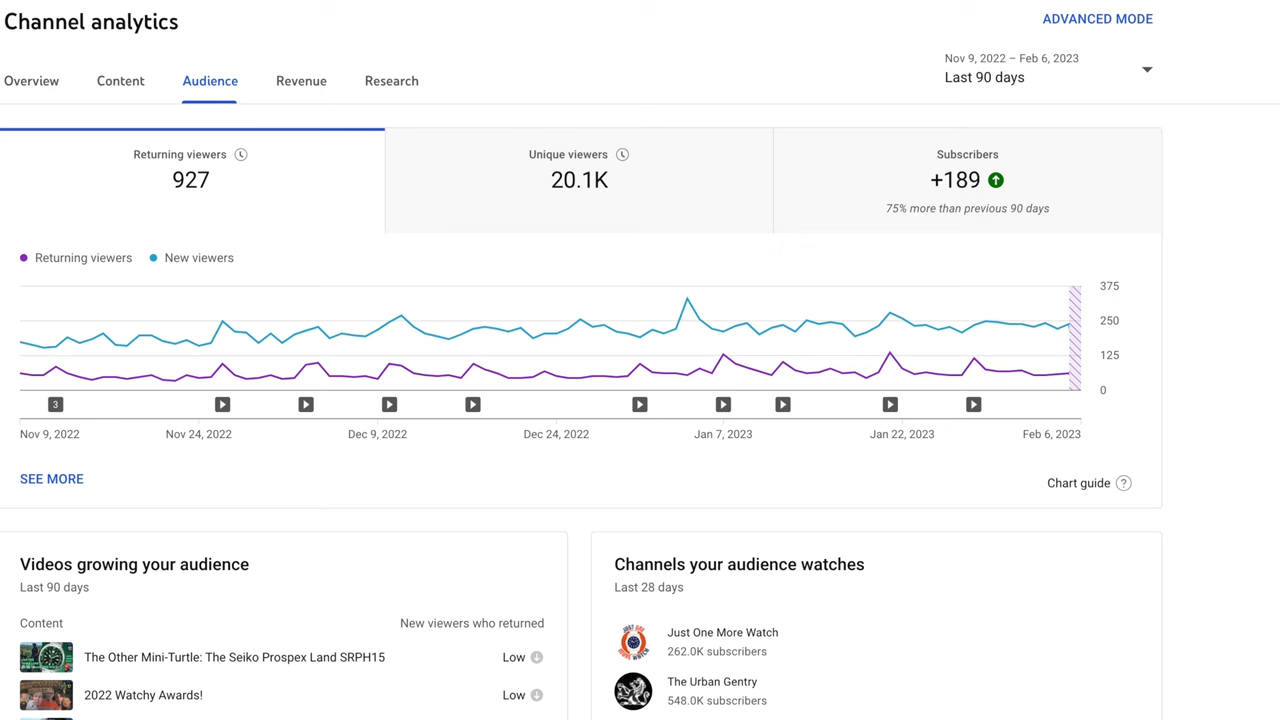 Channel analytics
ADVANCED MODE
Nov 9, 2022 – Feb 6, 2023
Last 90 days
Overview Content Audience Revenue Research
Returning viewers
927
Unique viewers
20.1K
Subscribers
+189
75% more than previous 90 days
Returning viewers New viewers
375
250
125
0
3
Nov 9, 2022 Nov 24, 2022 Dec 9, 2022 Dec 24, 2022 Jan 7, 2023 Jan 22, 2023 Feb 6, 2023
SEE MORE
Chart guide ?
Videos growing your audience
Last 90 days
Content New viewers who returned
The Other Mini-Turtle: The Seiko Prospex Land SRPH15 Low
2022 Watchy Awards! Low
Channels your audience watches
Last 28 days
JUST ONE
MORE WATCH
Just One More Watch
262.0K subscribers
The Urban Gentry
548.0K subscribers